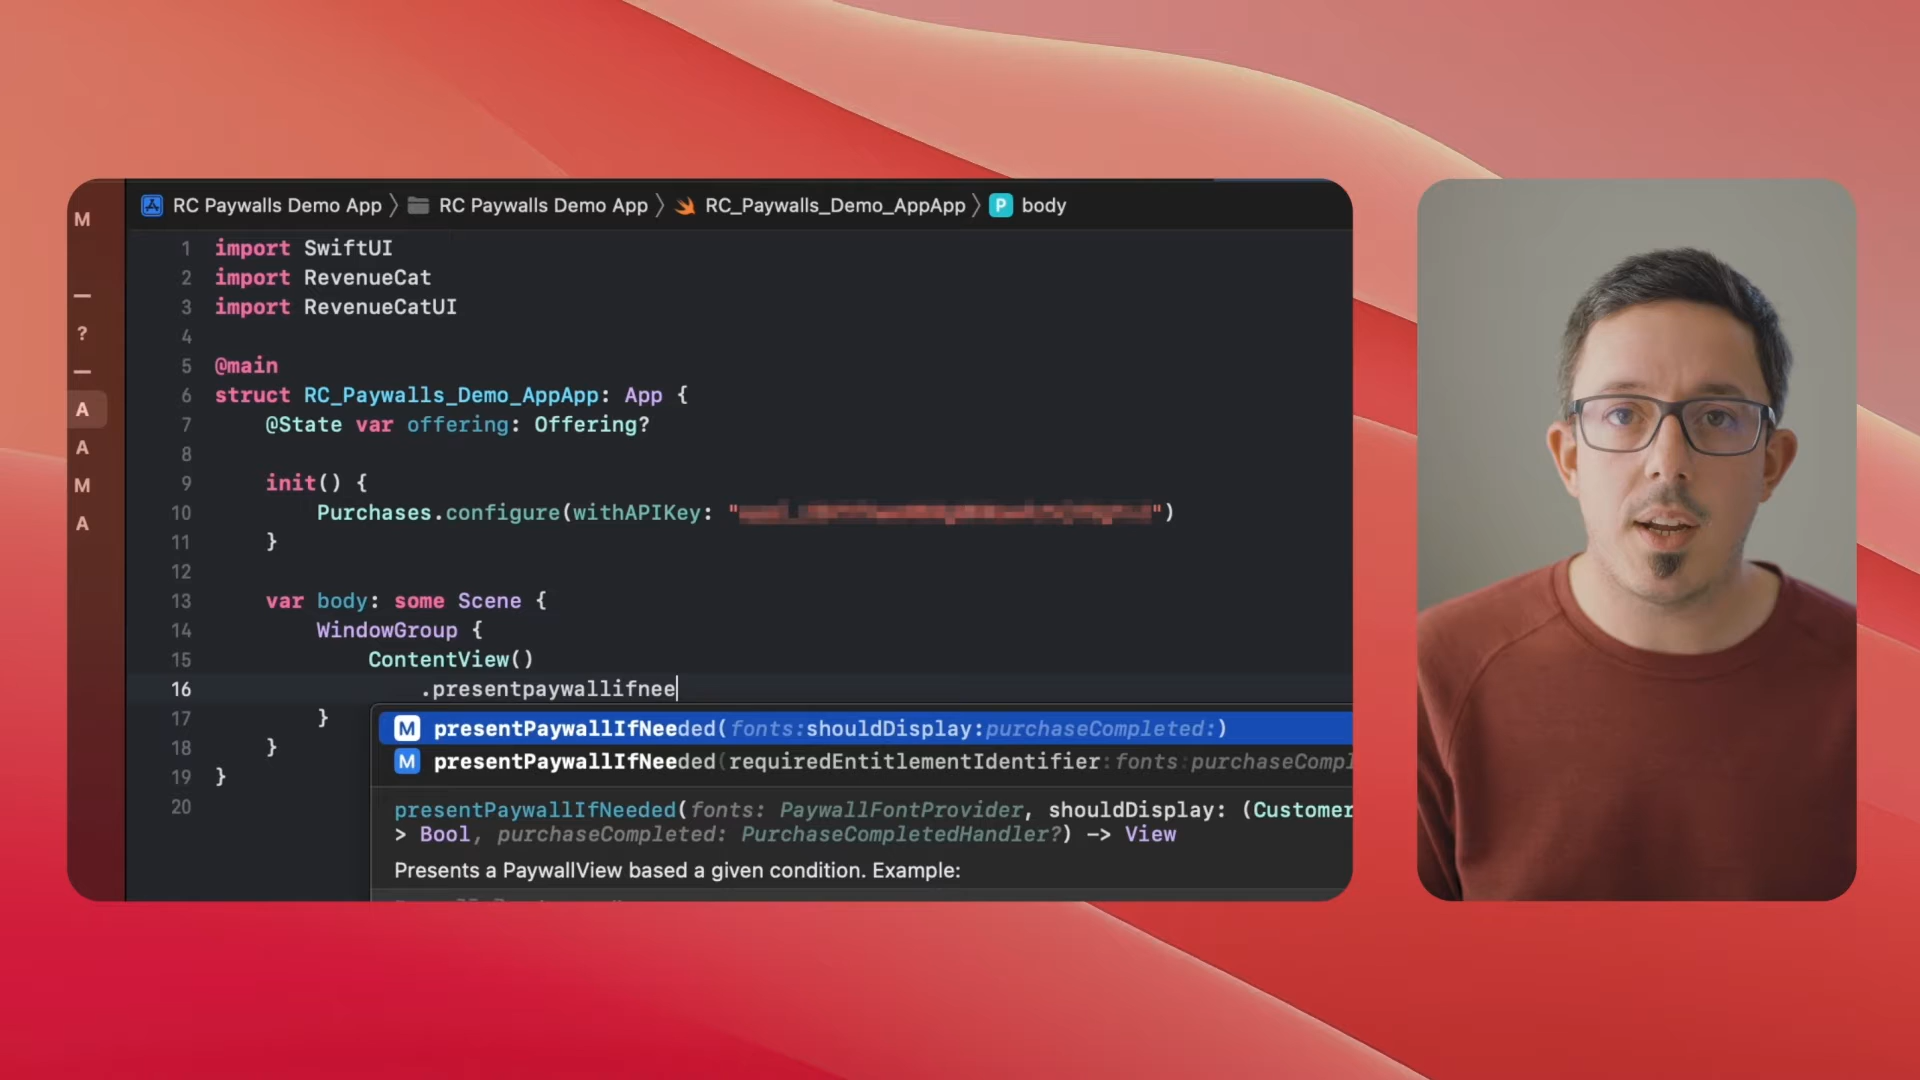 RC Paywalls Demo App 〉 RC Paywalls Demo App 〉 RC_Paywalls_Demo_AppApp 〉 P body
M
?
A
A
M
A
1 import SwiftUI
2 import RevenueCat
3 import RevenueCatUI
4
5 @main
6 struct RC_Paywalls_Demo_AppApp: App {
7 @State var offering: Offering?
8
9 init() {
10 Purchases.configure(withAPIKey: "")
11 }
12
13 var body: some Scene {
14 WindowGroup {
15 ContentView()
16 .presentpaywallifnee
17 }
18 }
19 }
20
M presentPaywallIfNeeded(fonts:shouldDisplay:purchaseCompleted:)
M presentPaywallIfNeeded(requiredEntitlementIdentifier:fonts:purchaseCompl
presentPaywallIfNeeded(fonts: PaywallFontProvider, shouldDisplay: (Customer
> Bool, purchaseCompleted: PurchaseCompletedHandler?) -> View
Presents a PaywallView based a given condition. Example: